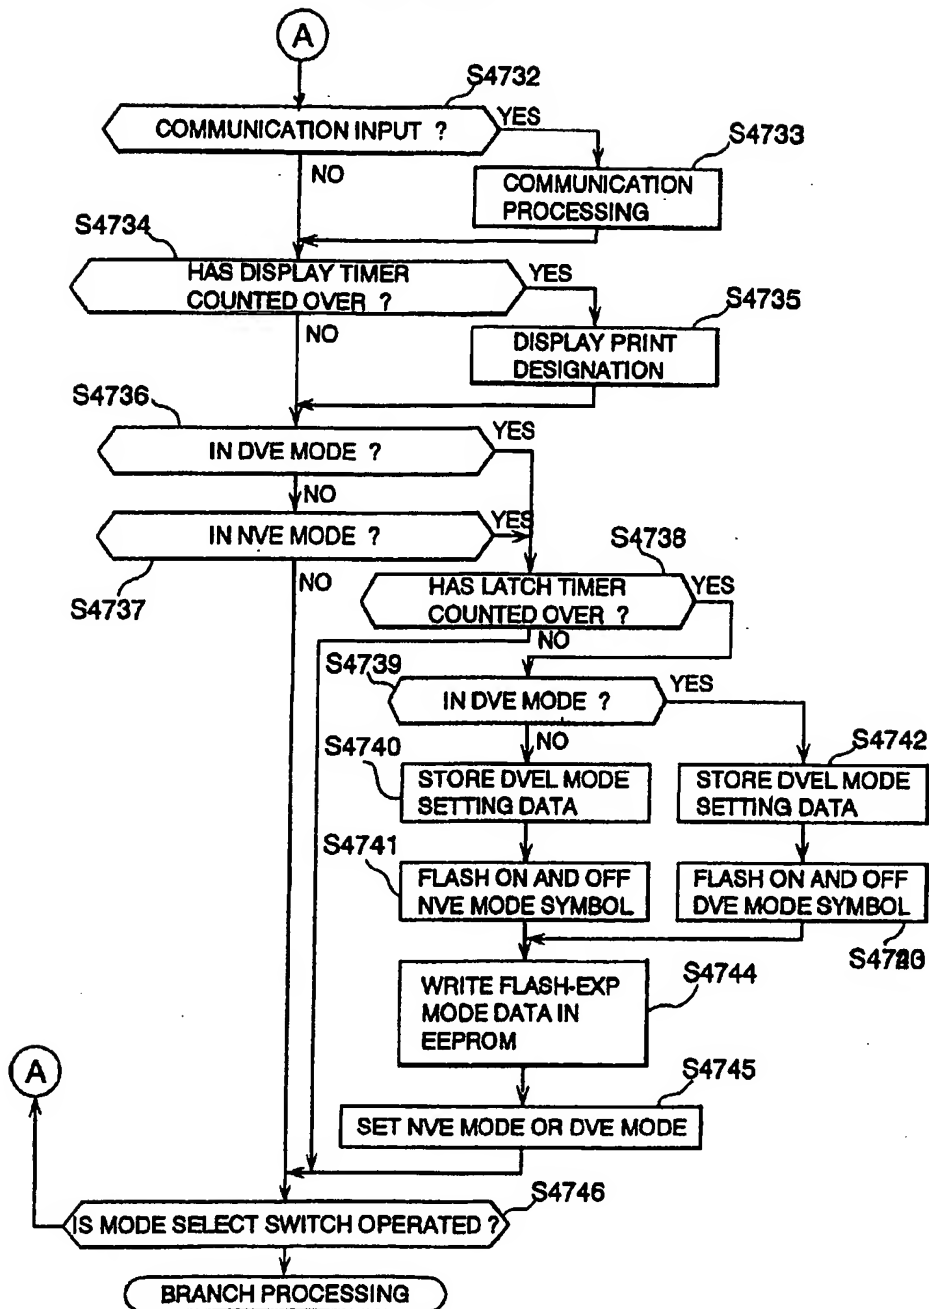 A
S4732
COMMUNICATION INPUT ?
YES
S4733
NO
COMMUNICATION
PROCESSING
S4734
HAS DISPLAY TIMER
COUNTED OVER ?
YES
S4735
NO
DISPLAY PRINT
DESIGNATION
S4736
IN DVE MODE ?
YES
NO
IN NVE MODE ?
YES
S4737
NO
S4738
HAS LATCH TIMER
COUNTED OVER ?
YES
NO
S4739
IN DVE MODE ?
YES
NO
S4740
STORE DVEL MODE
SETTING DATA
S4742
STORE DVEL MODE
SETTING DATA
S4741
FLASH ON AND OFF
NVE MODE SYMBOL
FLASH ON AND OFF
DVE MODE SYMBOL
S4744
WRITE FLASH-EXP
MODE DATA IN
EEPROM
A
S4745
SET NVE MODE OR DVE MODE
S4746
IS MODE SELECT SWITCH OPERATED ?
BRANCH PROCESSING